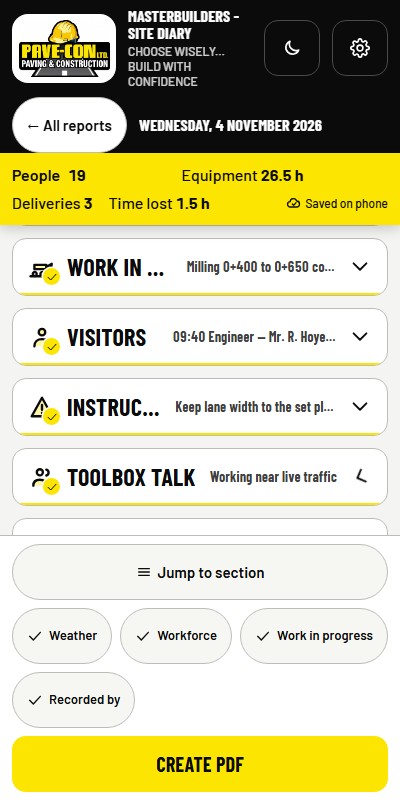 PAVE-CON LTD.
PAVING & CONSTRUCTION
MASTERBUILDERS –
SITE DIARY
CHOOSE WISELY...
BUILD WITH
CONFIDENCE
← All reports
WEDNESDAY, 4 NOVEMBER 2026
People 19
Equipment 26.5 h
Deliveries 3
Time lost 1.5 h
Saved on phone
WORK IN ... Milling 0+400 to 0+650 co...
VISITORS 09:40 Engineer — Mr. R. Hoye...
INSTRUC... Keep lane width to the set pl...
TOOLBOX TALK Working near live traffic
Jump to section
Weather
Workforce
Work in progress
Recorded by
CREATE PDF